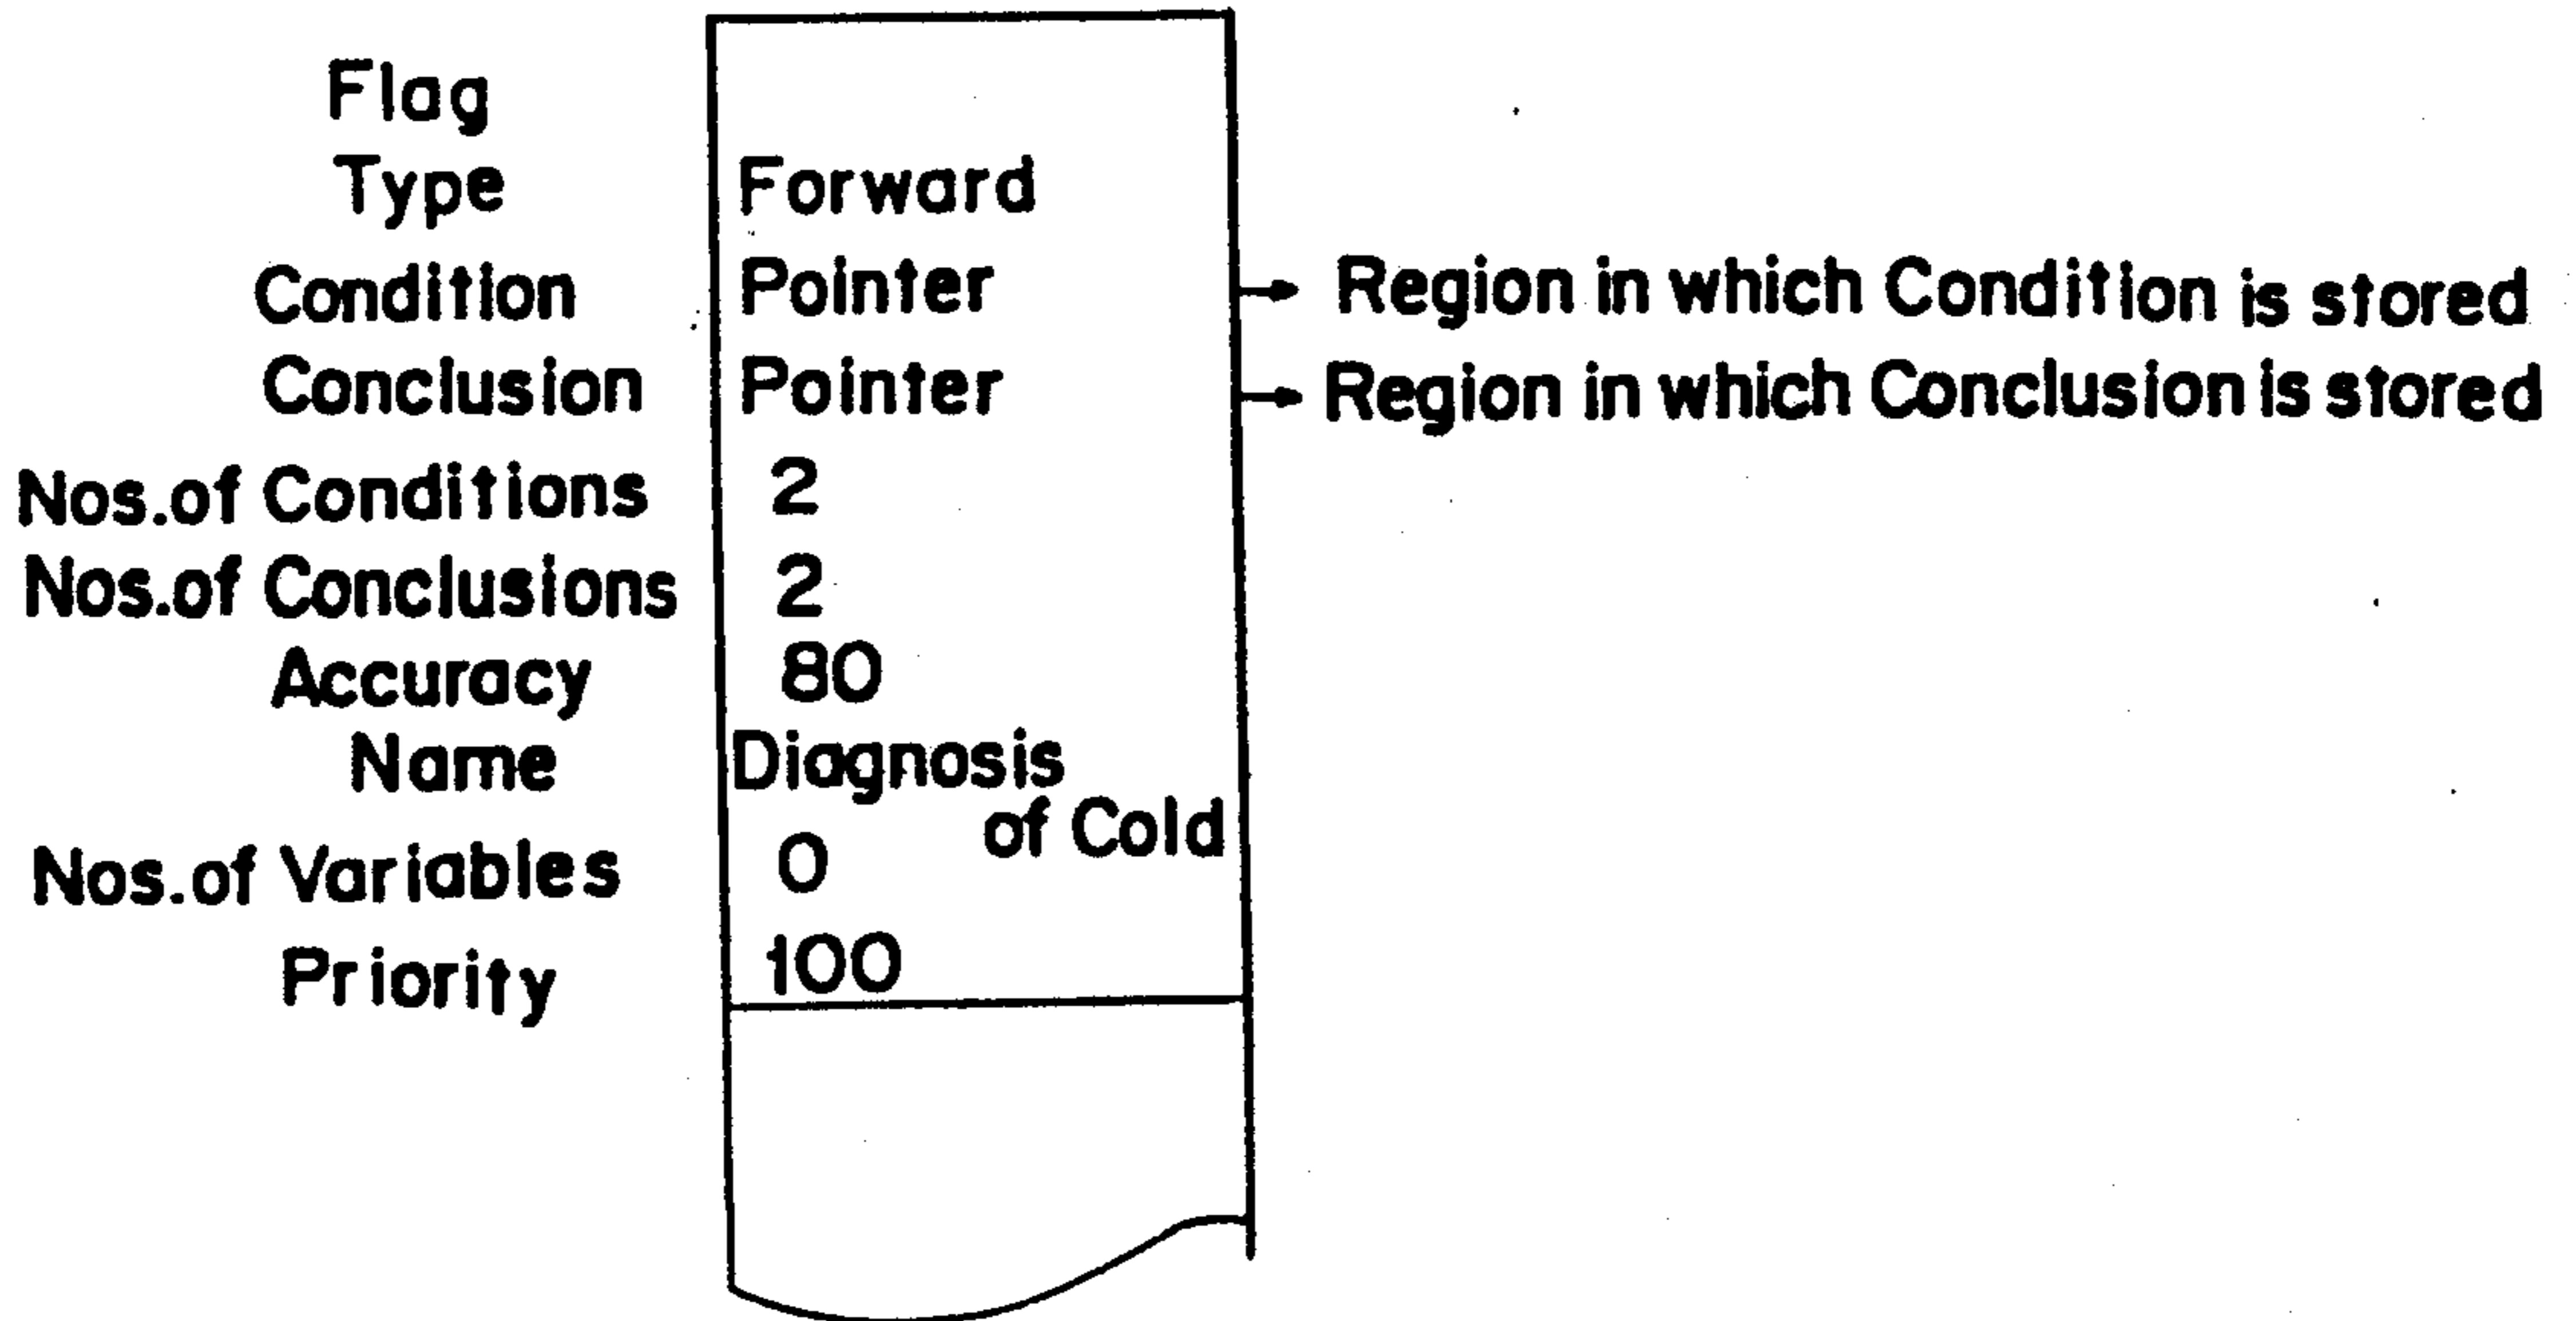 Flag
Type Forward
Condition Pointer Region in which Condition is stored
Conclusion Pointer Region in which Conclusion is stored
Nos.of Conditions 2
Nos.of Conclusions 2
Accuracy 80
Name Diagnosis
of Cold
Nos.of Variables 0
Priority 100